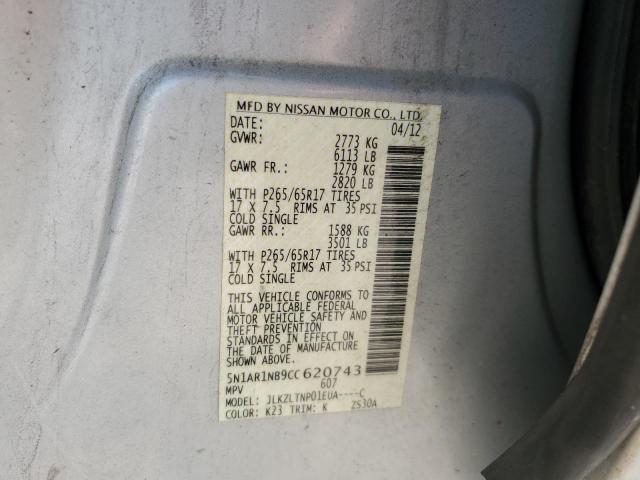 MFD BY NISSAN MOTOR CO., LTD.
DATE: 04/12
GVWR: 2773 KG
6113 LB
GAWR FR.: 1279 KG
2820 LB
WITH P265/65R17 TIRES
17 X 7.5 RIMS AT 35 PSI
COLD SINGLE
GAWR RR.: 1588 KG
3501 LB
WITH P265/65R17 TIRES
17 X 7.5 RIMS AT 35 PSI
COLD SINGLE
THIS VEHICLE CONFORMS TO
ALL APPLICABLE FEDERAL
MOTOR VEHICLE SAFETY AND
THEFT PREVENTION
STANDARDS IN EFFECT ON
THE DATE OF MANUFACTURE
SHOWN ABOVE.
5N1AR1NB9CC620743
MPV 607
MODEL: JLKZLTNP01EUA----C
COLOR: K23 TRIM: K ZS30A